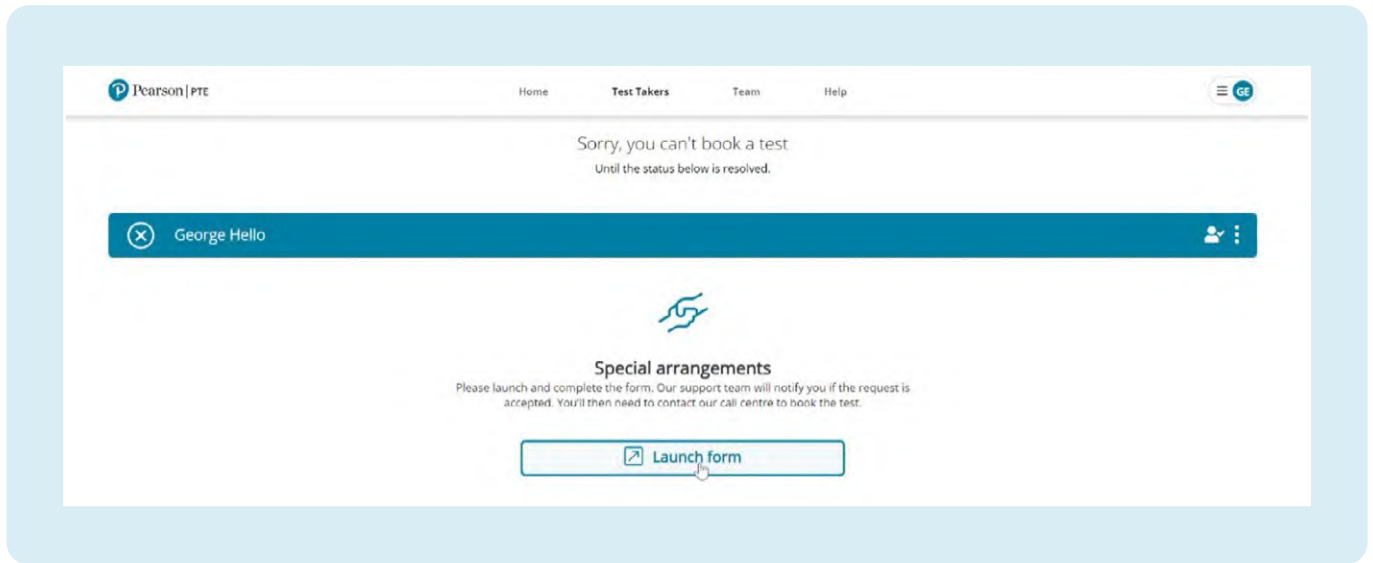 Pearson | PTE
Home
Test Takers
Team
Help
GE
Sorry, you can't book a test
Until the status below is resolved.
George Hello
Special arrangements
Please launch and complete the form. Our support team will notify you if the request is
accepted. You'll then need to contact our call centre to book the test.
Launch form